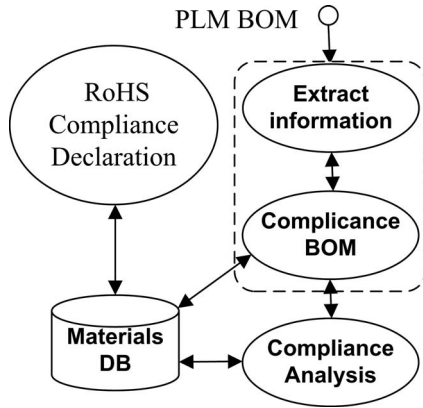 PLM BOM
RoHS
Compliance
Declaration
Extract
information
Complicance
BOM
Materials
DB
Compliance
Analysis